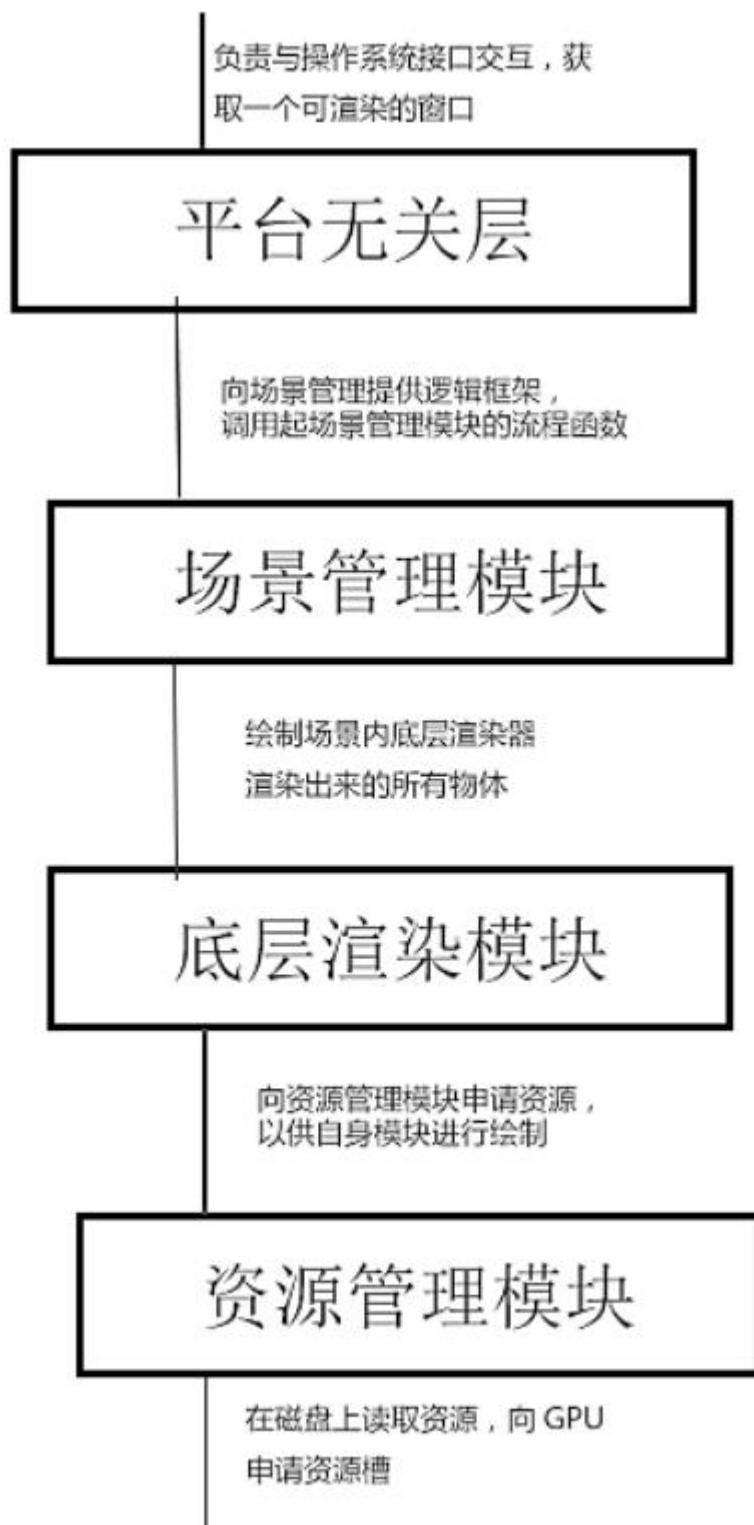 负责与操作系统接口交互，获
取一个可渲染的窗口
平台无关层
向场景管理提供逻辑框架，
调用起场景管理模块的流程函数
场景管理模块
绘制场景内底层渲染器
渲染出来的所有物体
底层渲染模块
向资源管理模块申请资源，
以供自身模块进行绘制
资源管理模块
在磁盘上读取资源，向 GPU
申请资源槽